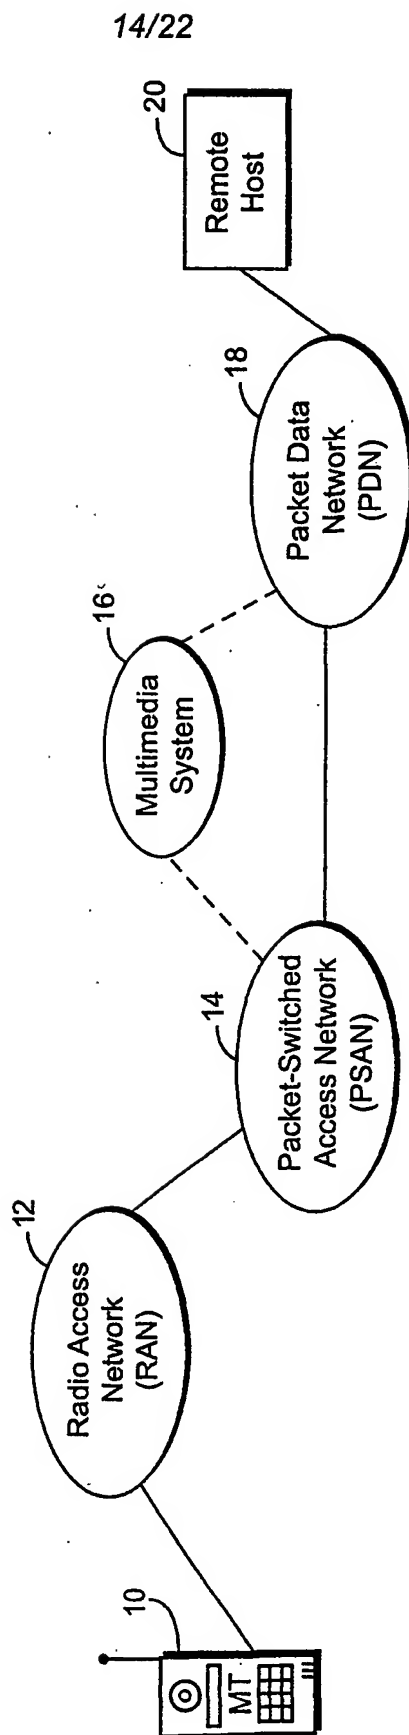 14/22
10
MT
12
Radio Access
Network
(RAN)
14
Packet-Switched
Access Network
(PSAN)
16
Multimedia
System
18
Packet Data
Network
(PDN)
20
Remote
Host